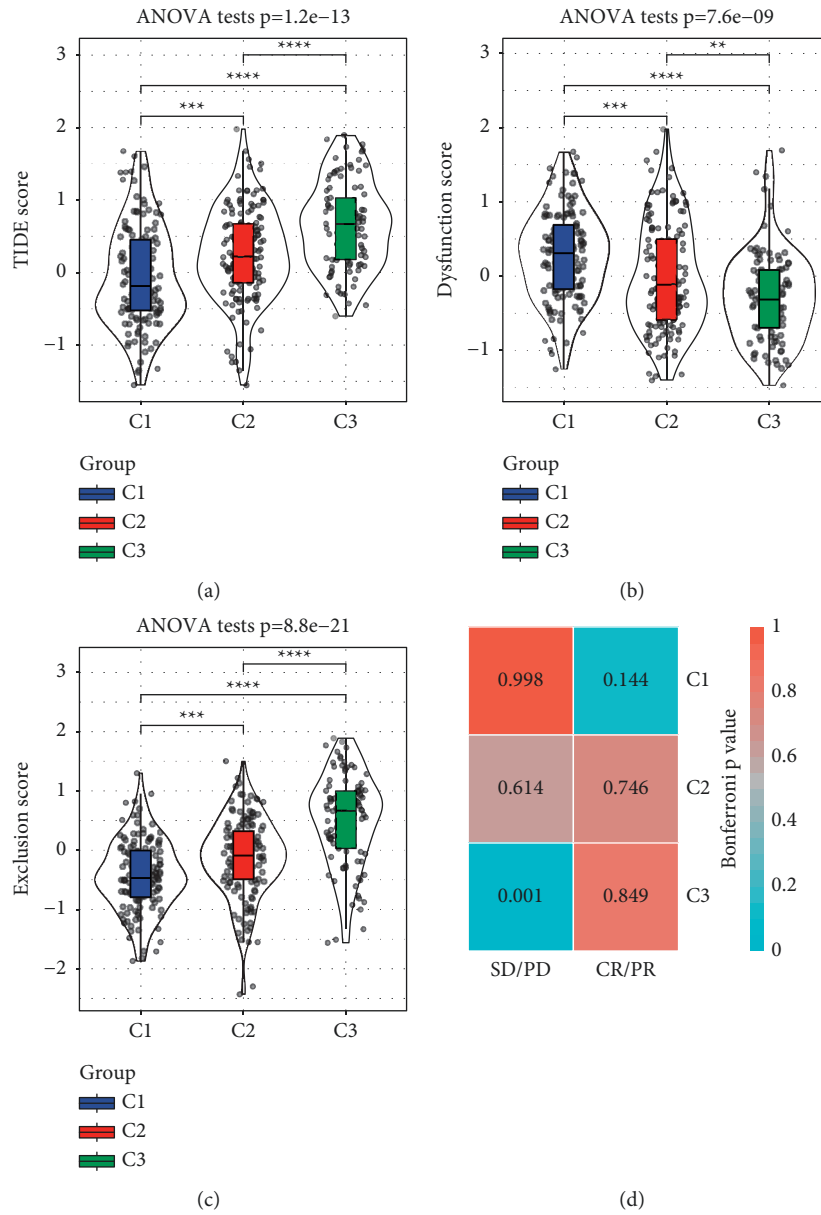 ANOVA tests p=1.2e−13
****
****
***
3
2
1
0
−1
TIDE score
C1 C2 C3
Group
C1
C2
C3
(a)
ANOVA tests p=7.6e−09
**
****
***
3
2
1
0
−1
Dysfunction score
C1 C2 C3
Group
C1
C2
C3
(b)
ANOVA tests p=8.8e−21
****
****
***
3
2
1
0
−1
−2
Exclusion score
C1 C2 C3
Group
C1
C2
C3
(c)
0.998 0.144 C1
0.614 0.746 C2
0.001 0.849 C3
SD/PD CR/PR
Bonferroni p value
1
0.8
0.6
0.4
0.2
0
(d)